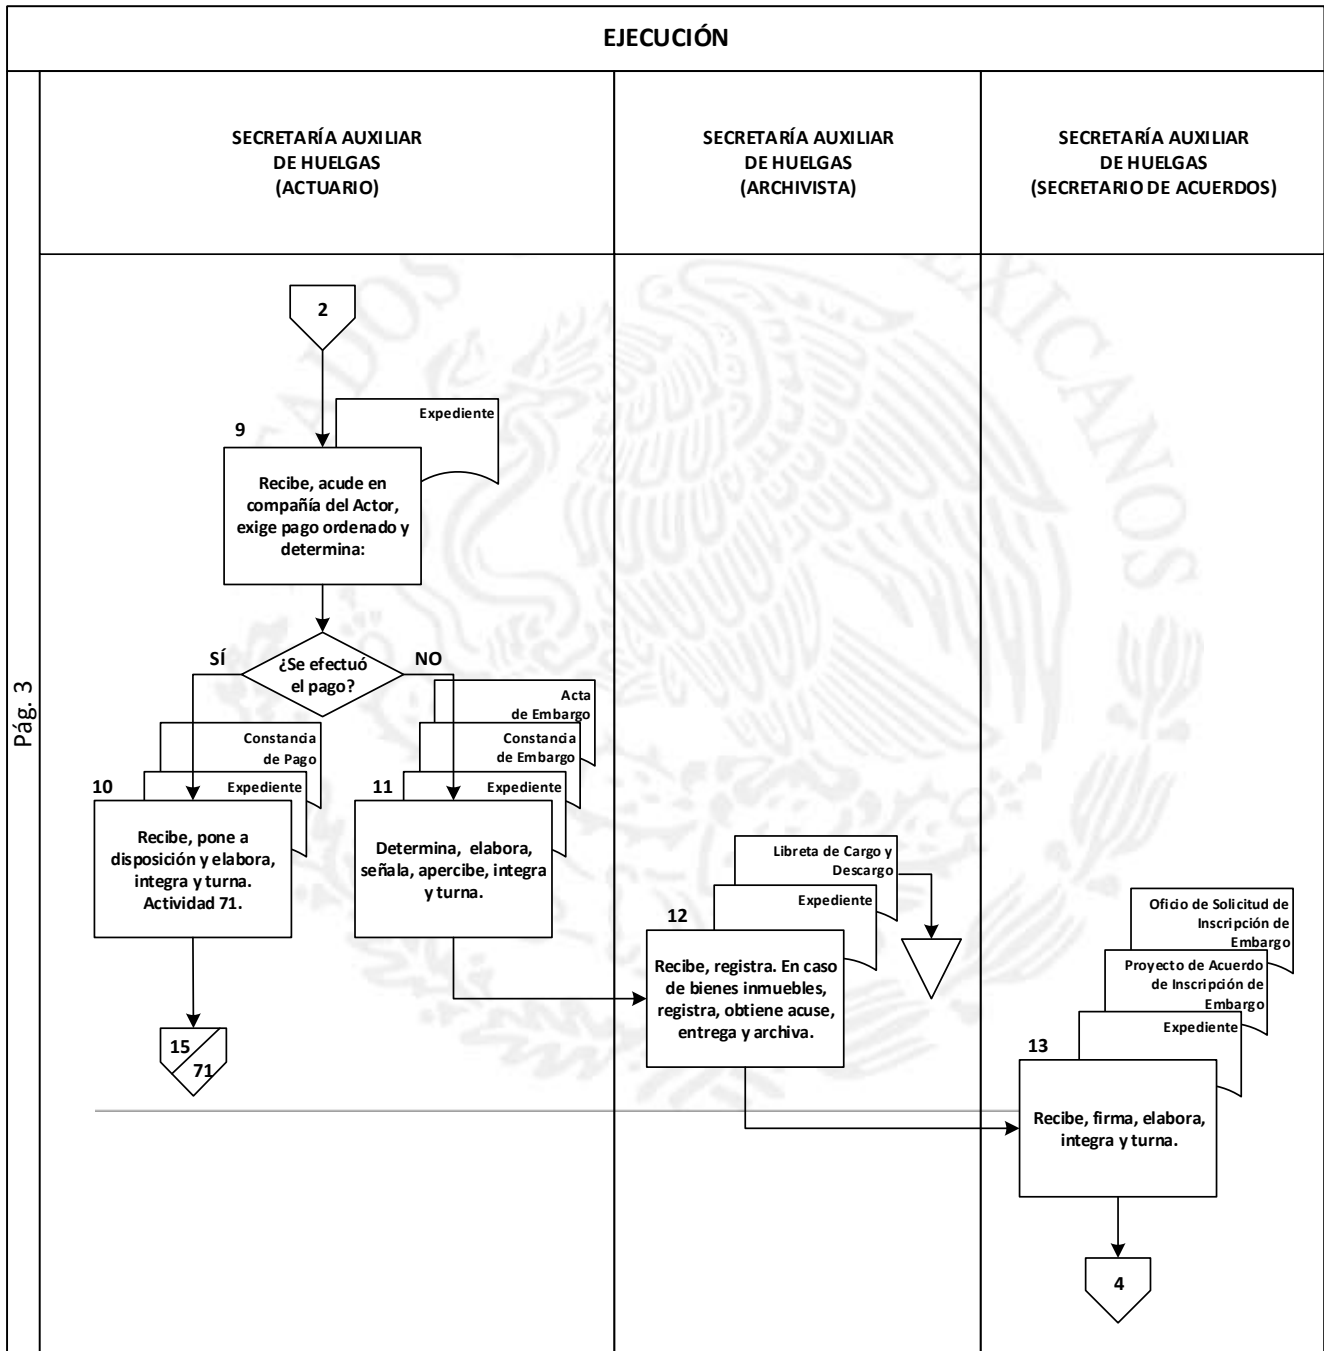 EJECUCIÓN
Pág. 3
SECRETARÍA AUXILIAR
DE HUELGAS
(ACTUARIO)
SECRETARÍA AUXILIAR
DE HUELGAS
(ARCHIVISTA)
SECRETARÍA AUXILIAR
DE HUELGAS
(SECRETARIO DE ACUERDOS)
2
Expediente
9
Recibe, acude en
compañía del Actor,
exige pago ordenado y
determina:
SÍ
¿Se efectuó
el pago?
NO
Constancia
de Pago
Expediente
10
Recibe, pone a
disposición y elabora,
integra y turna.
Actividad 71.
15
71
Acta
de Embargo
Constancia
de Embargo
Expediente
11
Determina, elabora,
señala, apercibe, integra
y turna.
Libreta de Cargo y
Descargo
Expediente
12
Recibe, registra. En caso
de bienes inmuebles,
registra, obtiene acuse,
entrega y archiva.
Oficio de Solicitud de
Inscripción de
Embargo
Proyecto de Acuerdo
de Inscripción de
Embargo
Expediente
13
Recibe, firma, elabora,
integra y turna.
4
MEXICANOS